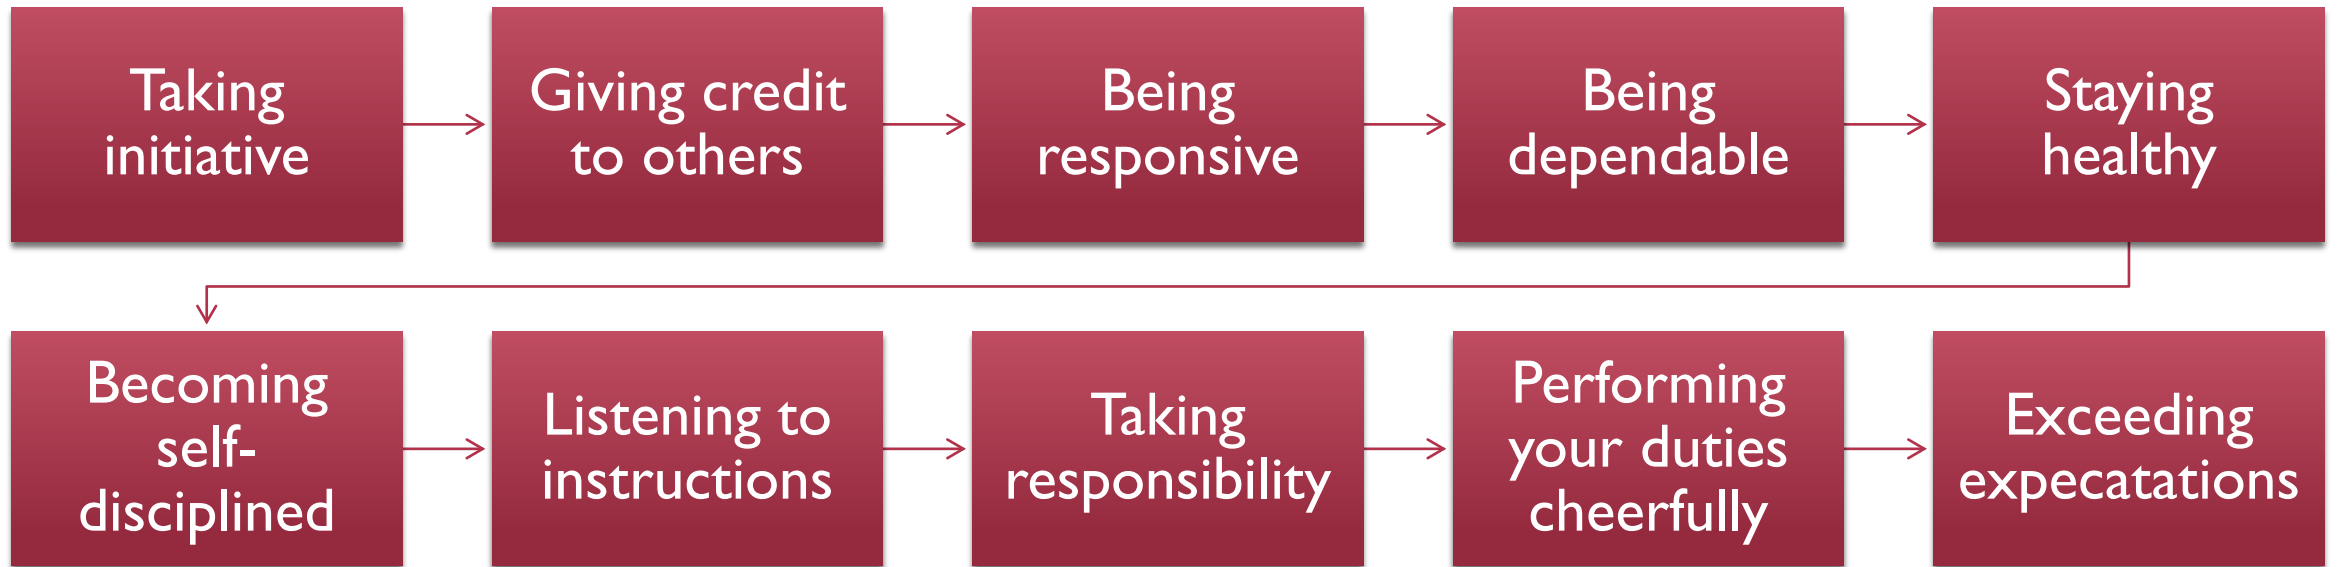 Taking
initiative
Giving credit
to others
Being
responsive
Being
dependable
Staying
healthy
Becoming
self-
disciplined
Listening to
instructions
Taking
responsibility
Performing
your duties
cheerfully
Exceeding
expecatations